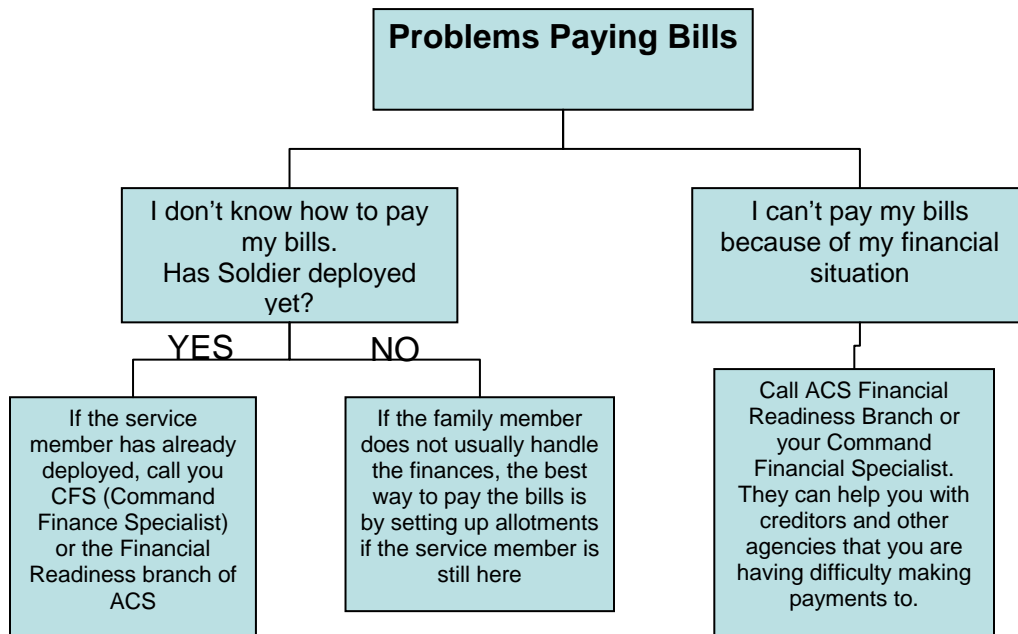 Problems Paying Bills
I don't know how to pay
my bills.
Has Soldier deployed
yet?
I can't pay my bills
because of my financial
situation
YES
NO
If the service
member has already
deployed, call you
CFS (Command
Finance Specialist)
or the Financial
Readiness branch of
ACS
If the family member
does not usually handle
the finances, the best
way to pay the bills is
by setting up allotments
if the service member is
still here
Call ACS Financial
Readiness Branch or
your Command
Financial Specialist.
They can help you with
creditors and other
agencies that you are
having difficulty making
payments to.